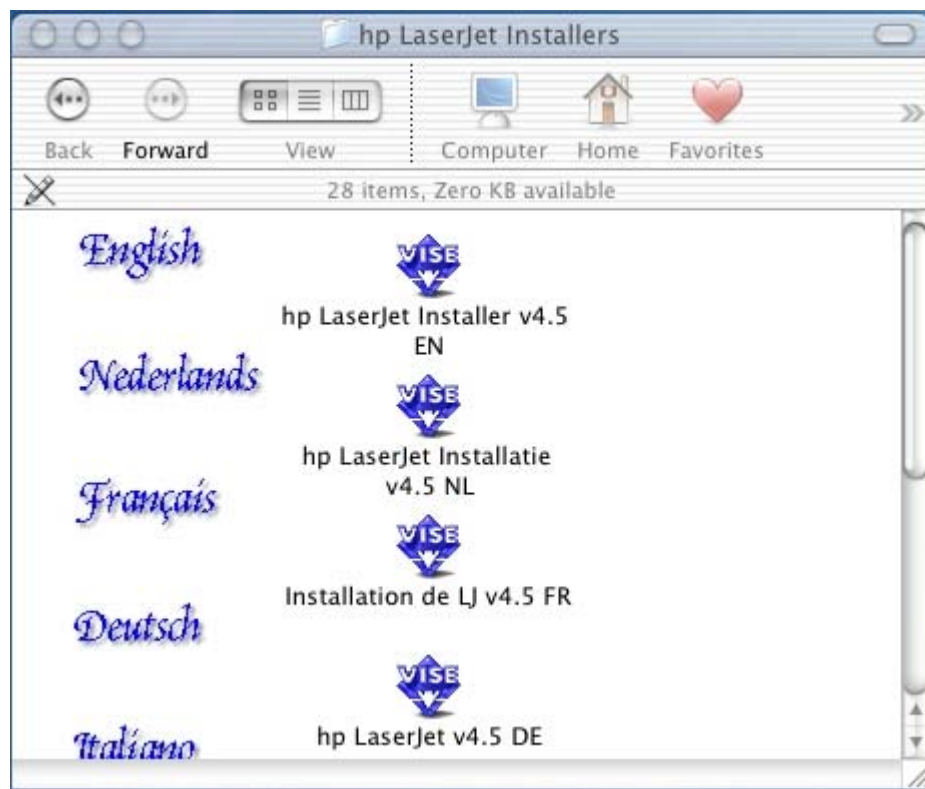 hp LaserJet Installers
Back Forward View Computer Home Favorites
28 items, Zero KB available
English
VISE
hp LaserJet Installer v4.5
EN
Nederlands
VISE
hp LaserJet Installatie
v4.5 NL
Français
VISE
Installation de LJ v4.5 FR
Deutsch
VISE
hp LaserJet v4.5 DE
Italiano